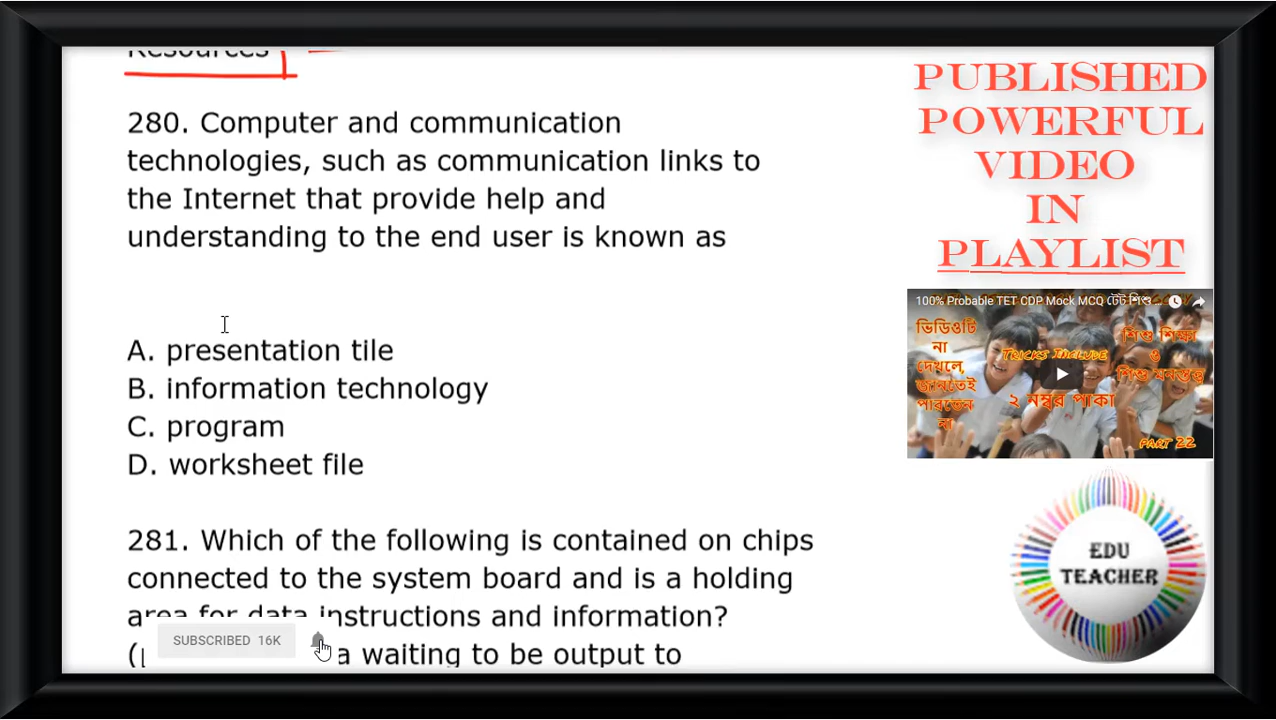 Resources
280. Computer and communication
technologies, such as communication links to
the Internet that provide help and
understanding to the end user is known as
A. presentation tile
B. information technology
C. program
D. worksheet file
281. Which of the following is contained on chips
connected to the system board and is a holding
area for data instructions and information?
a waiting to be output to
SUBSCRIBED 16K
PUBLISHED
POWERFUL
VIDEO
IN
PLAYLIST
100% Probable TET CDP Mock MCQ টেট শিশু...
ভিডিওটি
না
দেখলে,
জানতেই
পারতেন
না
TRICKS INCLUDE
২ নম্বর পাকা
শিশু শিক্ষা
ও
শিশু মনস্তত্ত্ব
PART 22
EDU
TEACHER